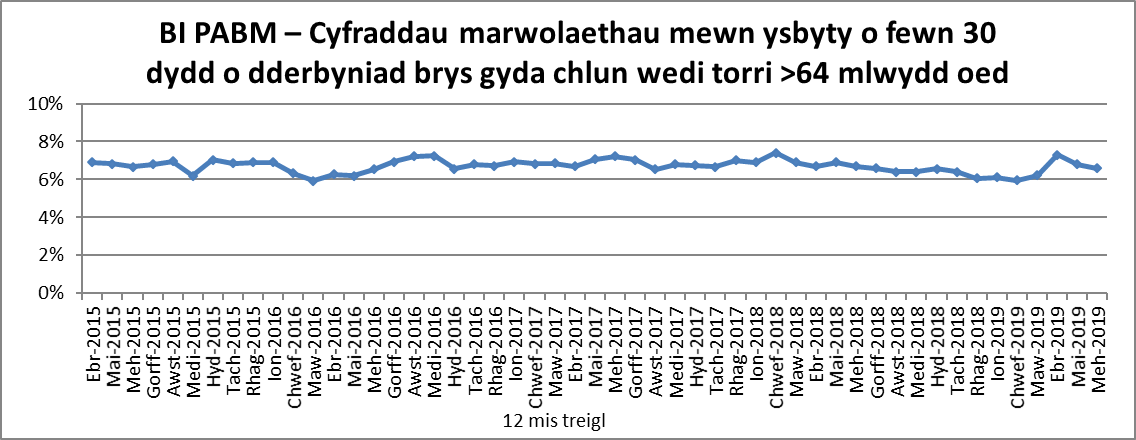 BI PABM – Cyfraddau marwolaethau mewn ysbyty o fewn 30
dydd o dderbyniad brys gyda chlun wedi torri >64 mlwydd oed
10%
8%
6%
4%
2%
0%
Ebr-2015
Mai-2015
Meh-2015
Gorff-2015
Awst-2015
Medi-2015
Hyd-2015
Tach-2015
Rhag-2015
Ion-2016
Chwef-2016
Maw-2016
Ebr-2016
Mai-2016
Meh-2016
Gorff-2016
Awst-2016
Medi-2016
Hyd-2016
Tach-2016
Rhag-2016
Ion-2017
Chwef-2017
Maw-2017
Ebr-2017
Mai-2017
Meh-2017
Gorff-2017
Awst-2017
Medi-2017
Hyd-2017
Tach-2017
Rhag-2017
Ion-2018
Chwef-2018
Maw-2018
Ebr-2018
Mai-2018
Meh-2018
Gorff-2018
Awst-2018
Medi-2018
Hyd-2018
Tach-2018
Rhag-2018
Ion-2019
Chwef-2019
Maw-2019
Ebr-2019
Mai-2019
Meh-2019
12 mis treigl